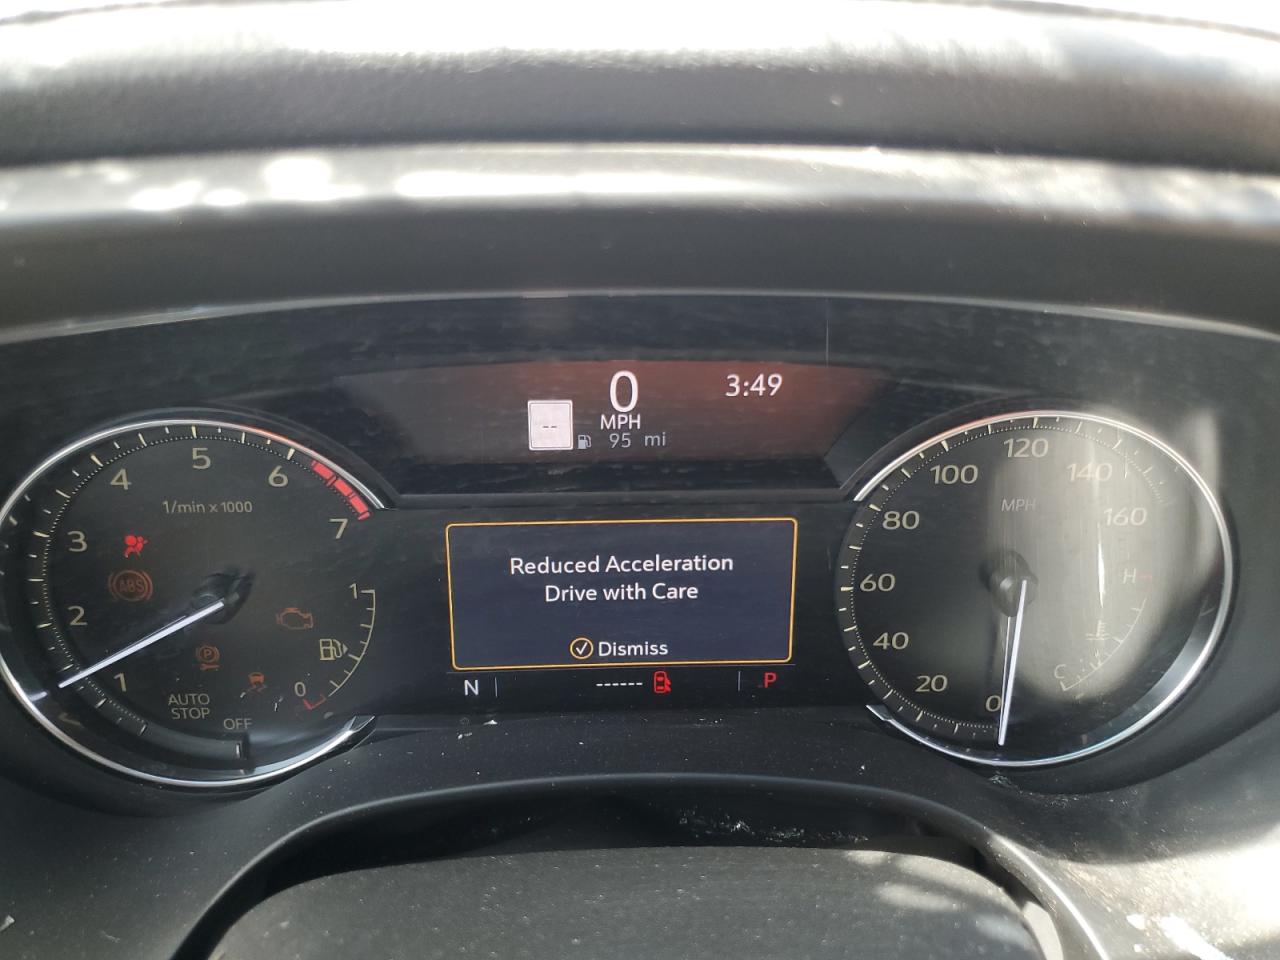 0
3:49
MPH
--
95 mi
1/min x 1000
1
2
3
4
5
6
7
ABS
P
AUTO
STOP
OFF
1
0
Reduced Acceleration
Drive with Care
Dismiss
N
------
P
MPH
0
20
40
60
80
100
120
140
160
H
C